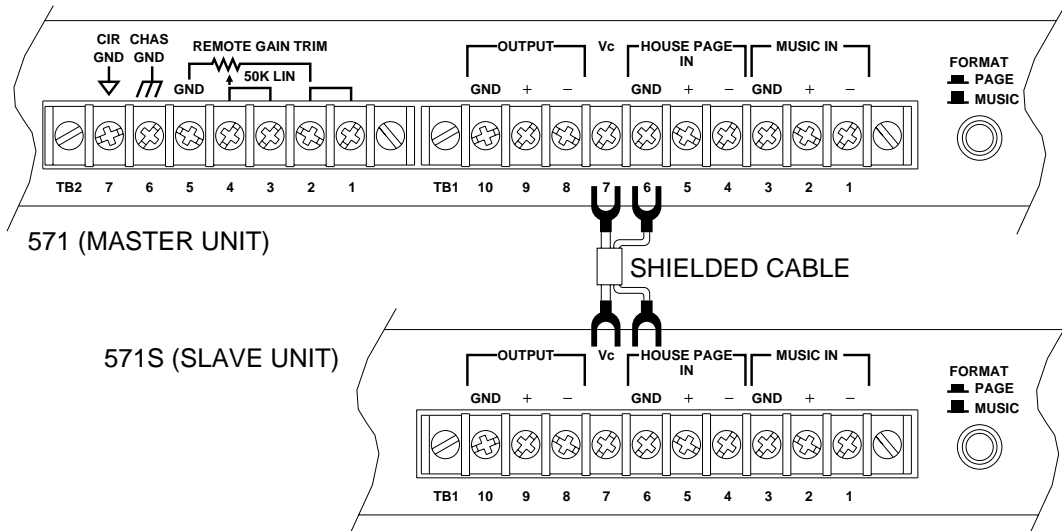 CIR CHAS REMOTE GAIN TRIM OUTPUT Vc HOUSE PAGE MUSIC IN
GND GND IN
GND 50K LIN GND + − GND + − GND + −
FORMAT
PAGE
MUSIC
TB2 7 6 5 4 3 2 1 TB1 10 9 8 7 6 5 4 3 2 1
571 (MASTER UNIT)
SHIELDED CABLE
571S (SLAVE UNIT)
OUTPUT Vc HOUSE PAGE MUSIC IN
IN
GND + − GND + − GND + −
FORMAT
PAGE
MUSIC
TB1 10 9 8 7 6 5 4 3 2 1